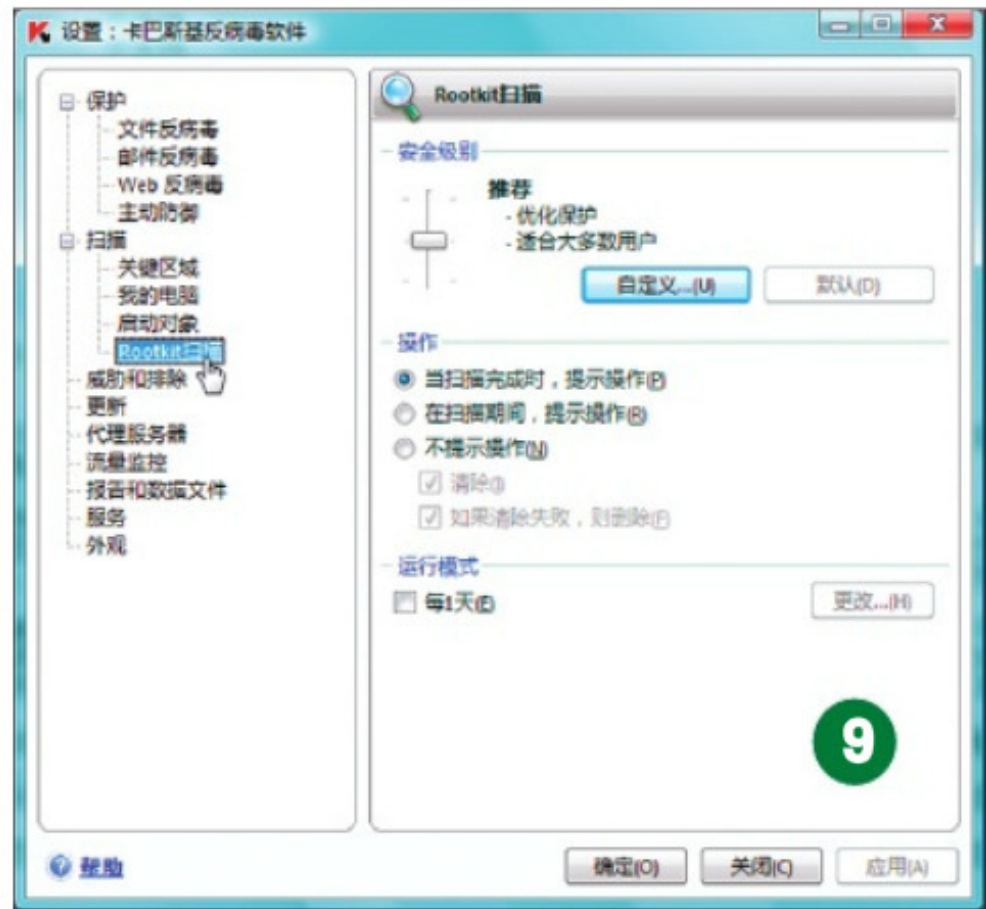 设置：卡巴斯基反病毒软件
保护
文件反病毒
邮件反病毒
Web 反病毒
主动防御
扫描
关键区域
我的电脑
启动对象
Rootkit扫描
威胁和排除
更新
代理服务器
流量监控
报告和数据文件
服务
外观
Rootkit扫描
安全级别
推荐
- 优化保护
- 适合大多数用户
自定义...(U) 默认(D)
操作
当扫描完成时，提示操作(P)
在扫描期间，提示操作(R)
不提示操作(N)
清除(I)
如果清除失败，则删除(F)
运行模式
每1天(E) 更改...(H)
9
帮助 确定(O) 关闭(C) 应用(A)